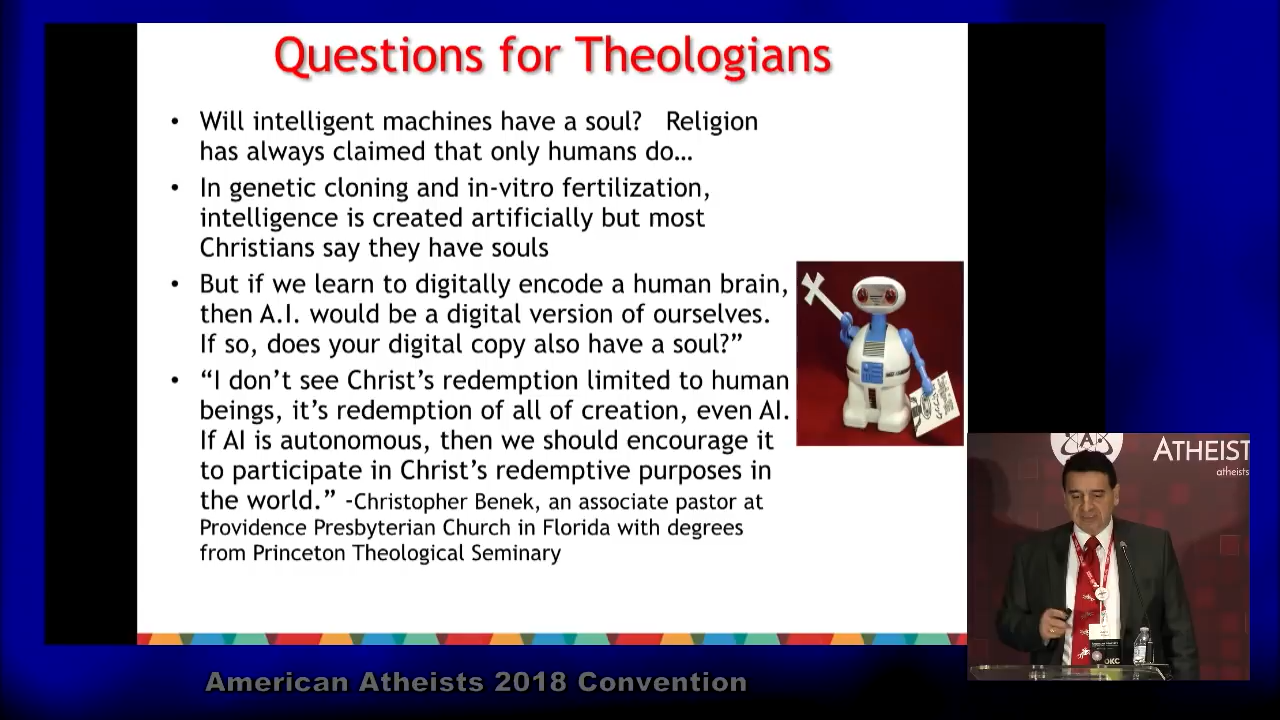 Questions for Theologians
• Will intelligent machines have a soul? Religion
has always claimed that only humans do…
• In genetic cloning and in-vitro fertilization,
intelligence is created artificially but most
Christians say they have souls
• But if we learn to digitally encode a human brain,
then A.I. would be a digital version of ourselves.
If so, does your digital copy also have a soul?”
• “I don’t see Christ’s redemption limited to human
beings, it’s redemption of all of creation, even AI.
If AI is autonomous, then we should encourage it
to participate in Christ’s redemptive purposes in
the world.” -Christopher Benek, an associate pastor at
Providence Presbyterian Church in Florida with degrees
from Princeton Theological Seminary
A
ATHEIST
atheists
OKC
American Atheists 2018 Convention